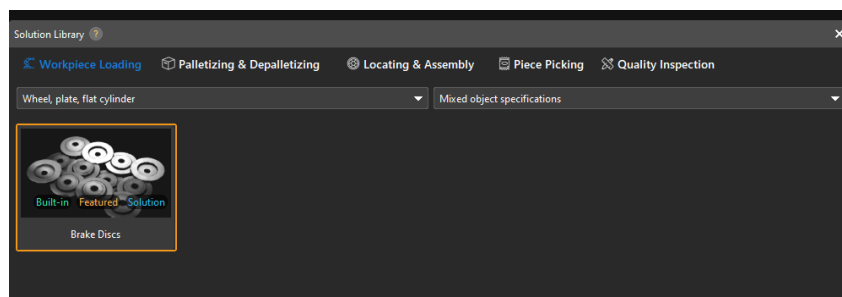 Solution Library ?
Workpiece Loading Palletizing & Depalletizing Locating & Assembly Piece Picking Quality Inspection
Wheel, plate, flat cylinder Mixed object specifications
Built-in Featured Solution
Brake Discs